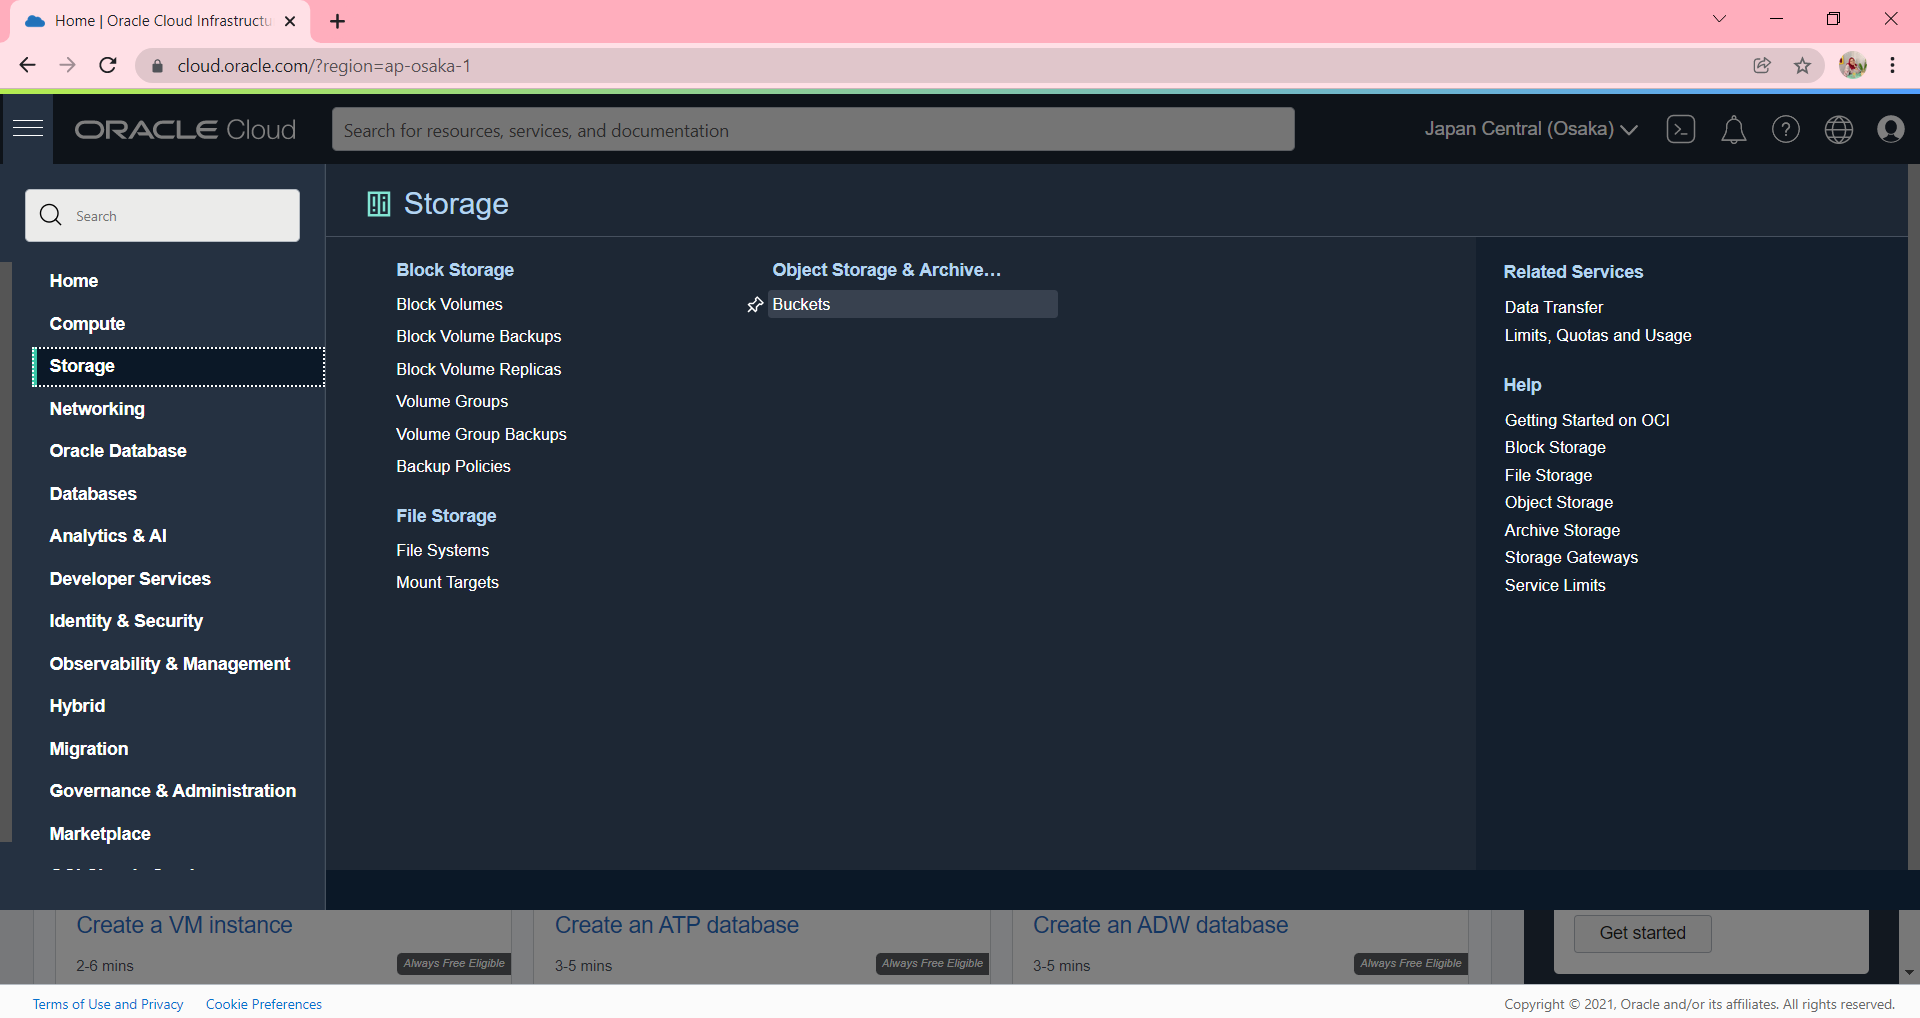 Home | Oracle Cloud Infrastructu
cloud.oracle.com/?region=ap-osaka-1
ORACLE Cloud
Search for resources, services, and documentation
Japan Central (Osaka)
Search
Home
Compute
Storage
Networking
Oracle Database
Databases
Analytics & AI
Developer Services
Identity & Security
Observability & Management
Hybrid
Migration
Governance & Administration
Marketplace
Storage
Block Storage
Block Volumes
Block Volume Backups
Block Volume Replicas
Volume Groups
Volume Group Backups
Backup Policies
File Storage
File Systems
Mount Targets
Object Storage & Archive...
Buckets
Related Services
Data Transfer
Limits, Quotas and Usage
Help
Getting Started on OCI
Block Storage
File Storage
Object Storage
Archive Storage
Storage Gateways
Service Limits
Create a VM instance
2-6 mins
Always Free Eligible
Create an ATP database
3-5 mins
Always Free Eligible
Create an ADW database
3-5 mins
Always Free Eligible
Get started
Terms of Use and Privacy
Cookie Preferences
Copyright © 2021, Oracle and/or its affiliates. All rights reserved.